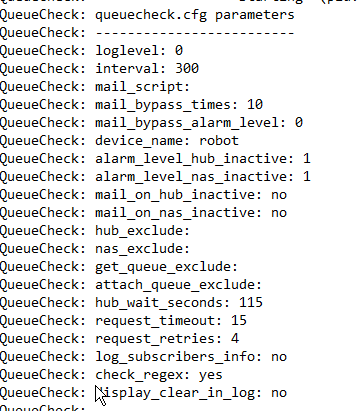 QueueCheck: queuecheck.cfg parameters
QueueCheck: -------------------------
QueueCheck: loglevel: 0
QueueCheck: interval: 300
QueueCheck: mail_script:
QueueCheck: mail_bypass_times: 10
QueueCheck: mail_bypass_alarm_level: 0
QueueCheck: device_name: robot
QueueCheck: alarm_level_hub_inactive: 1
QueueCheck: alarm_level_nas_inactive: 1
QueueCheck: mail_on_hub_inactive: no
QueueCheck: mail_on_nas_inactive: no
QueueCheck: hub_exclude:
QueueCheck: nas_exclude:
QueueCheck: get_queue_exclude:
QueueCheck: attach_queue_exclude:
QueueCheck: hub_wait_seconds: 115
QueueCheck: request_timeout: 15
QueueCheck: request_retries: 4
QueueCheck: log_subscribers_info: no
QueueCheck: check_regex: yes
QueueCheck: display_clear_in_log: no
QueueCheck: